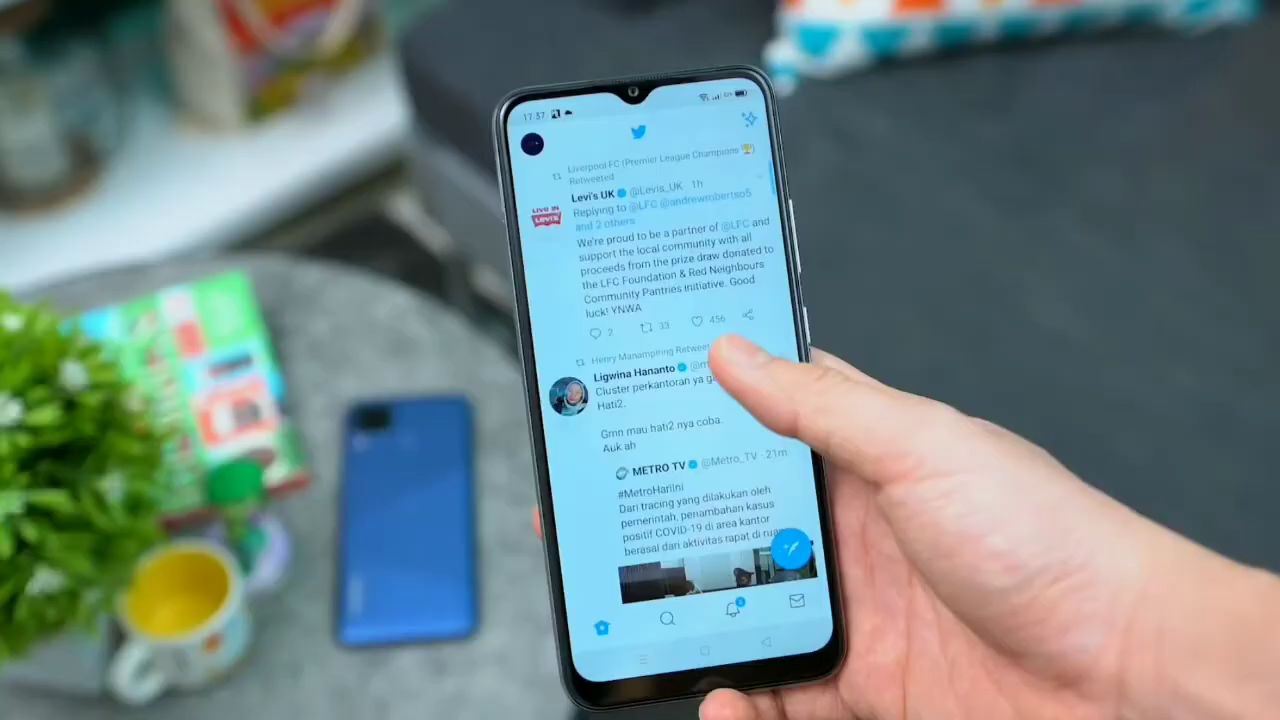 17.37
Liverpool FC (Premier League Champions
Retweeted
Levi's UK @Levis_UK · 1h
Replying to @LFC @andrewrobertso5
and 2 others
LIVE IN
LEVI'S
We're proud to be a partner of @LFC and
support the local community with all
proceeds from the prize draw donated to
the LFC Foundation & Red Neighbours
Community Pantries Initiative. Good
luck! YNWA
2 33 456
Henry Manampiring Retweet
Ligwina Hananto @m
Cluster perkantoran ya
Hati2.
Gmn mau hati2 nya coba.
Auk ah
METRO TV @Metro_TV · 21m
#MetroHariIni
Dari tracing yang dilakukan oleh
pemerintah, penambahan kasus
positif COVID-19 di area kantor
berasal dari aktivitas rapat di